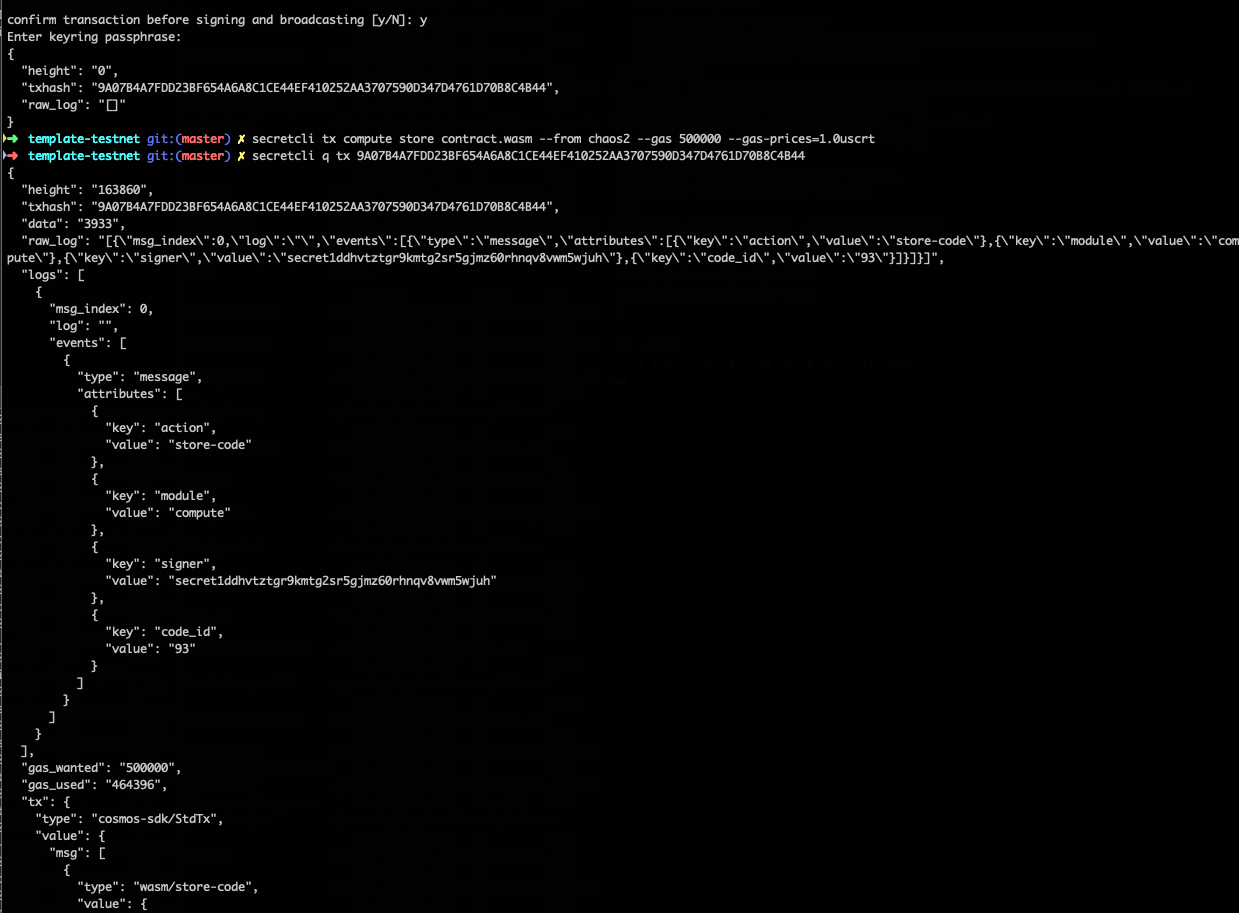 confirm transaction before signing and broadcasting [y/N]: y
Enter keyring passphrase:
{
  "height": "0",
  "txhash": "9A07B4A7FDD23BF654A6A8C1CE44EF410252AA3707590D347D4761D70B8C4B44",
  "raw_log": "[]"
}
➜  template-testnet git:(master) ✗ secretcli tx compute store contract.wasm --from chaos2 --gas 500000 --gas-prices=1.0uscrt
➜  template-testnet git:(master) ✗ secretcli q tx 9A07B4A7FDD23BF654A6A8C1CE44EF410252AA3707590D347D4761D70B8C4B44
{
  "height": "163860",
  "txhash": "9A07B4A7FDD23BF654A6A8C1CE44EF410252AA3707590D347D4761D70B8C4B44",
  "data": "3933",
  "raw_log": "[{\"msg_index\":0,\"log\":\"\",\"events\":[{\"type\":\"message\",\"attributes\":[{\"key\":\"action\",\"value\":\"store-code\"},{\"key\":\"module\",\"value\":\"com
pute\"},{\"key\":\"signer\",\"value\":\"secret1ddhvtztgr9kmtg2sr5gjmz60rhnqv8vwm5wjuh\"},{\"key\":\"code_id\",\"value\":\"93\"}]}]}]",
  "logs": [
    {
      "msg_index": 0,
      "log": "",
      "events": [
        {
          "type": "message",
          "attributes": [
            {
              "key": "action",
              "value": "store-code"
            },
            {
              "key": "module",
              "value": "compute"
            },
            {
              "key": "signer",
              "value": "secret1ddhvtztgr9kmtg2sr5gjmz60rhnqv8vwm5wjuh"
            },
            {
              "key": "code_id",
              "value": "93"
            }
          ]
        }
      ]
    }
  ],
  "gas_wanted": "500000",
  "gas_used": "464396",
  "tx": {
    "type": "cosmos-sdk/StdTx",
    "value": {
      "msg": [
        {
          "type": "wasm/store-code",
          "value": {